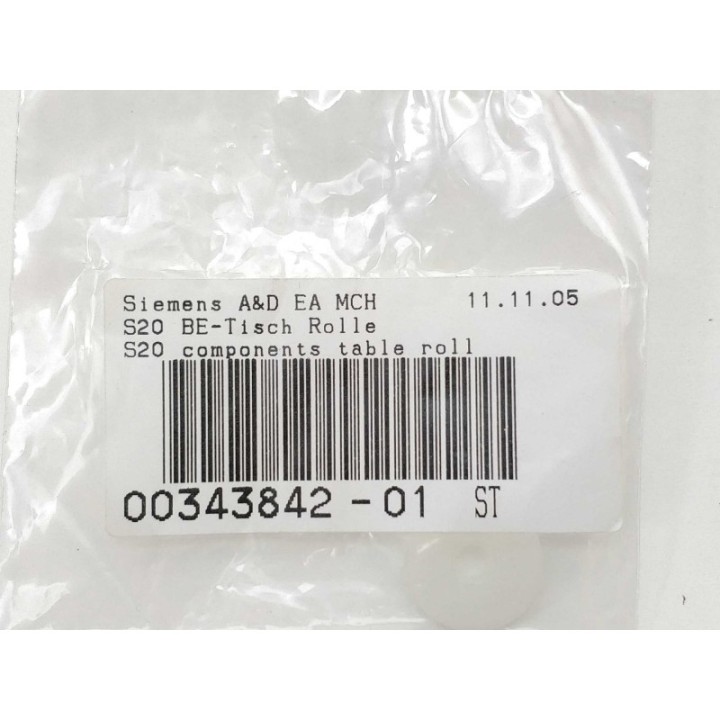 Siemens A&D EA MCH 11.11.05
S20 BE-Tisch Rolle
S20 components table roll
00343842-01 ST